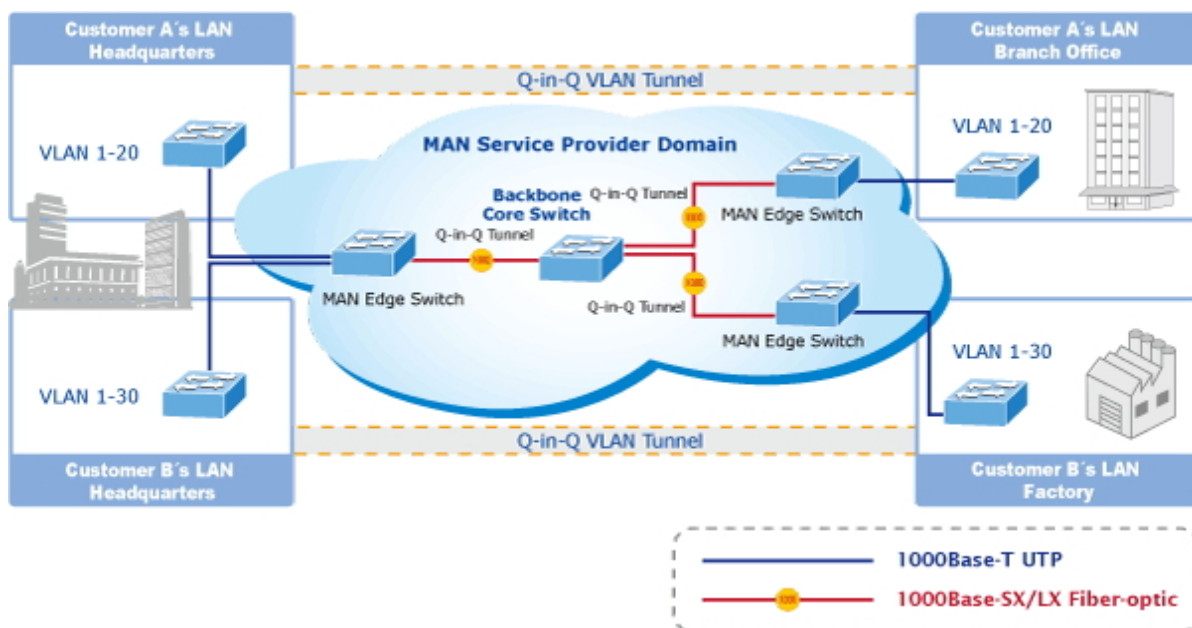 Customer A´s LAN
Headquarters
Customer A´s LAN
Branch Office
Q-in-Q VLAN Tunnel
VLAN 1-20
MAN Service Provider Domain
VLAN 1-20
Backbone
Core Switch
Q-in-Q Tunnel
MAN Edge Switch
Q-in-Q Tunnel
MAN Edge Switch
Q-in-Q Tunnel
MAN Edge Switch
VLAN 1-30
VLAN 1-30
Q-in-Q VLAN Tunnel
Customer B´s LAN
Headquarters
Customer B´s LAN
Factory
1000Base-T UTP
1000Base-SX/LX Fiber-optic